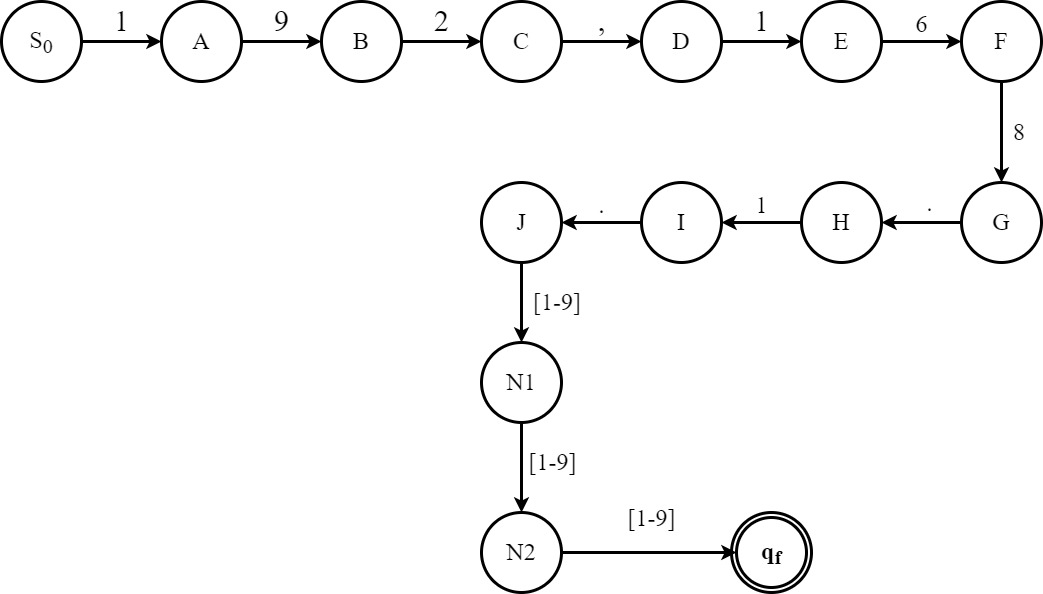 1 9 2 , 1 6
S0 A B C D E F
8
. 1 .
J I H G
[1-9]
N1
[1-9]
[1-9]
N2 qf